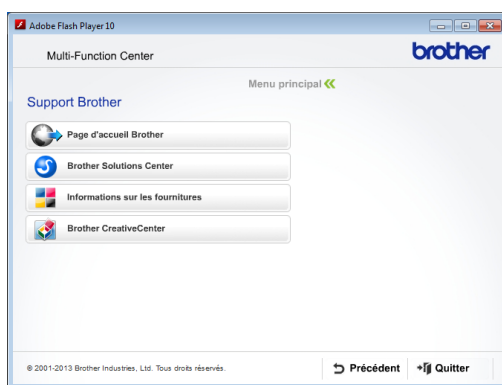 Adobe Flash Player 10
Multi-Function Center
brother
Menu principal
Support Brother
Page d'accueil Brother
Brother Solutions Center
Informations sur les fournitures
Brother CreativeCenter
© 2001-2013 Brother Industries, Ltd. Tous droits réservés.
Précédent
Quitter